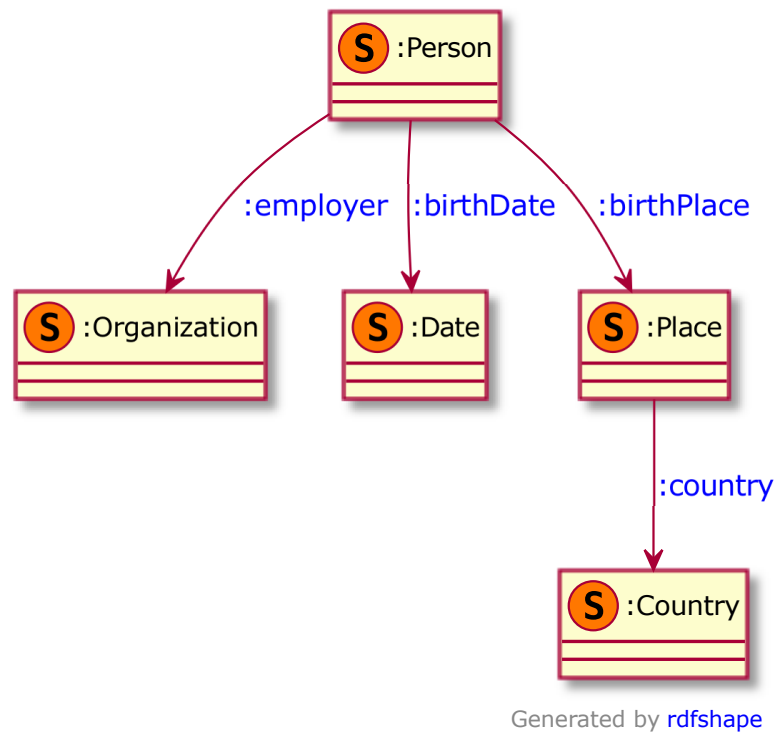 S :Person
:employer :birthDate :birthPlace
S :Organization S :Date S :Place
:country
S :Country
Generated by rdfshape